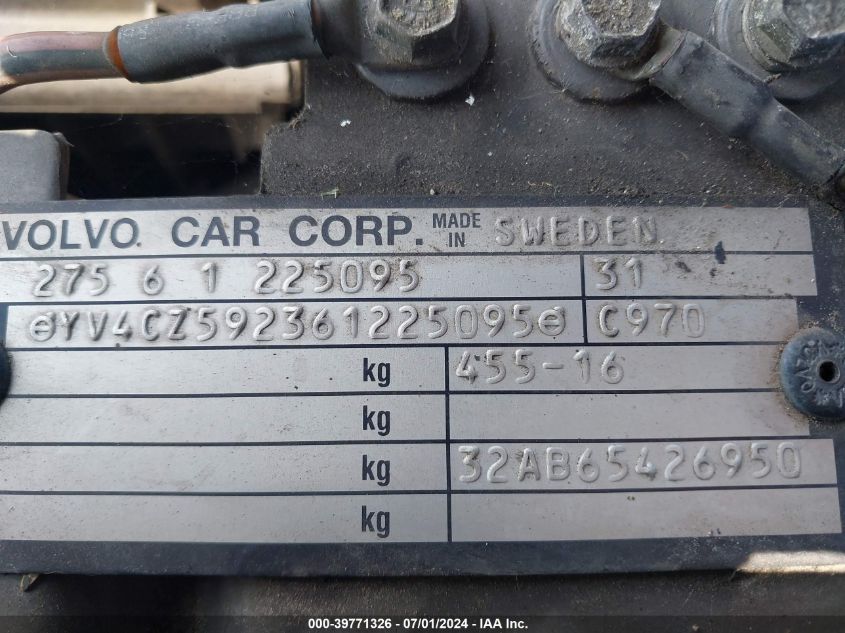 VOLVO CAR CORP. MADE IN SWEDEN
275 6 1 225095 31
YV4CZ592361225095 C970
kg 455-16
kg
kg 32AB65426950
kg
000-39771326 / 07/01/2024 - IAA Inc.